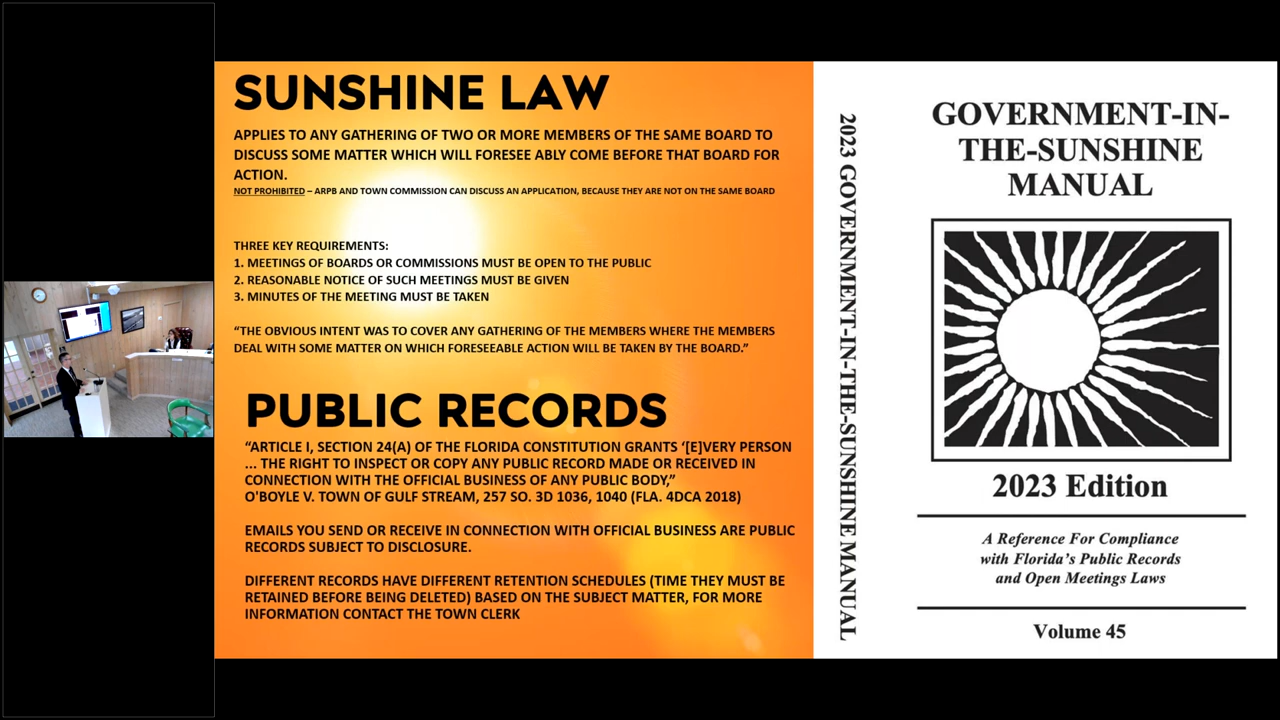 SUNSHINE LAW
APPLIES TO ANY GATHERING OF TWO OR MORE MEMBERS OF THE SAME BOARD TO
DISCUSS SOME MATTER WHICH WILL FORESEE ABLY COME BEFORE THAT BOARD FOR
ACTION.
NOT PROHIBITED – ARPB AND TOWN COMMISSION CAN DISCUSS AN APPLICATION, BECAUSE THEY ARE NOT ON THE SAME BOARD
THREE KEY REQUIREMENTS:
1. MEETINGS OF BOARDS OR COMMISSIONS MUST BE OPEN TO THE PUBLIC
2. REASONABLE NOTICE OF SUCH MEETINGS MUST BE GIVEN
3. MINUTES OF THE MEETING MUST BE TAKEN
“THE OBVIOUS INTENT WAS TO COVER ANY GATHERING OF THE MEMBERS WHERE THE MEMBERS
DEAL WITH SOME MATTER ON WHICH FORESEEABLE ACTION WILL BE TAKEN BY THE BOARD.”
PUBLIC RECORDS
“ARTICLE I, SECTION 24(A) OF THE FLORIDA CONSTITUTION GRANTS ‘[E]VERY PERSON
... THE RIGHT TO INSPECT OR COPY ANY PUBLIC RECORD MADE OR RECEIVED IN
CONNECTION WITH THE OFFICIAL BUSINESS OF ANY PUBLIC BODY,”
O'BOYLE V. TOWN OF GULF STREAM, 257 SO. 3D 1036, 1040 (FLA. 4DCA 2018)
EMAILS YOU SEND OR RECEIVE IN CONNECTION WITH OFFICIAL BUSINESS ARE PUBLIC
RECORDS SUBJECT TO DISCLOSURE.
DIFFERENT RECORDS HAVE DIFFERENT RETENTION SCHEDULES (TIME THEY MUST BE
RETAINED BEFORE BEING DELETED) BASED ON THE SUBJECT MATTER, FOR MORE
INFORMATION CONTACT THE TOWN CLERK
2023 GOVERNMENT-IN-THE-SUNSHINE MANUAL
GOVERNMENT-IN-
THE-SUNSHINE
MANUAL
2023 Edition
A Reference For Compliance
with Florida’s Public Records
and Open Meetings Laws
Volume 45